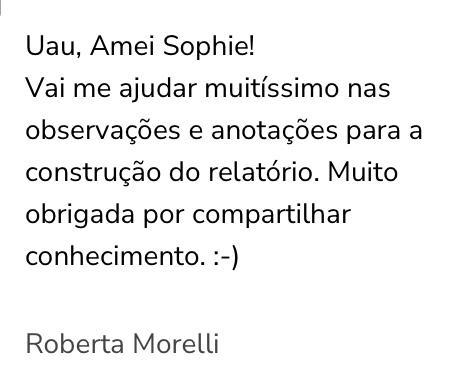 Uau, Amei Sophie!
Vai me ajudar muitíssimo nas
observações e anotações para a
construção do relatório. Muito
obrigada por compartilhar
conhecimento. :-)
Roberta Morelli